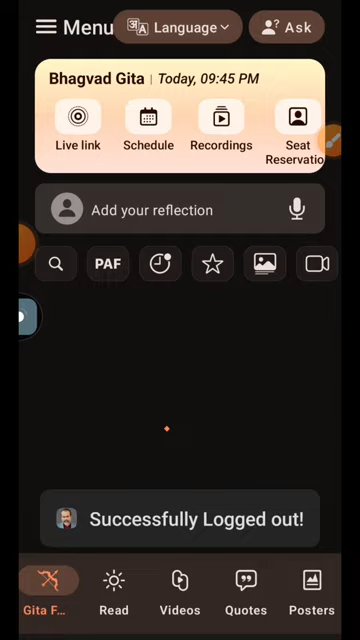 Menu
अ A Language
Ask
Bhagvad Gita | Today, 09:45 PM
Live link
Schedule
Recordings
Seat
Reservatio
Add your reflection
PAF
Successfully Logged out!
Gita F...
Read
Videos
Quotes
Posters